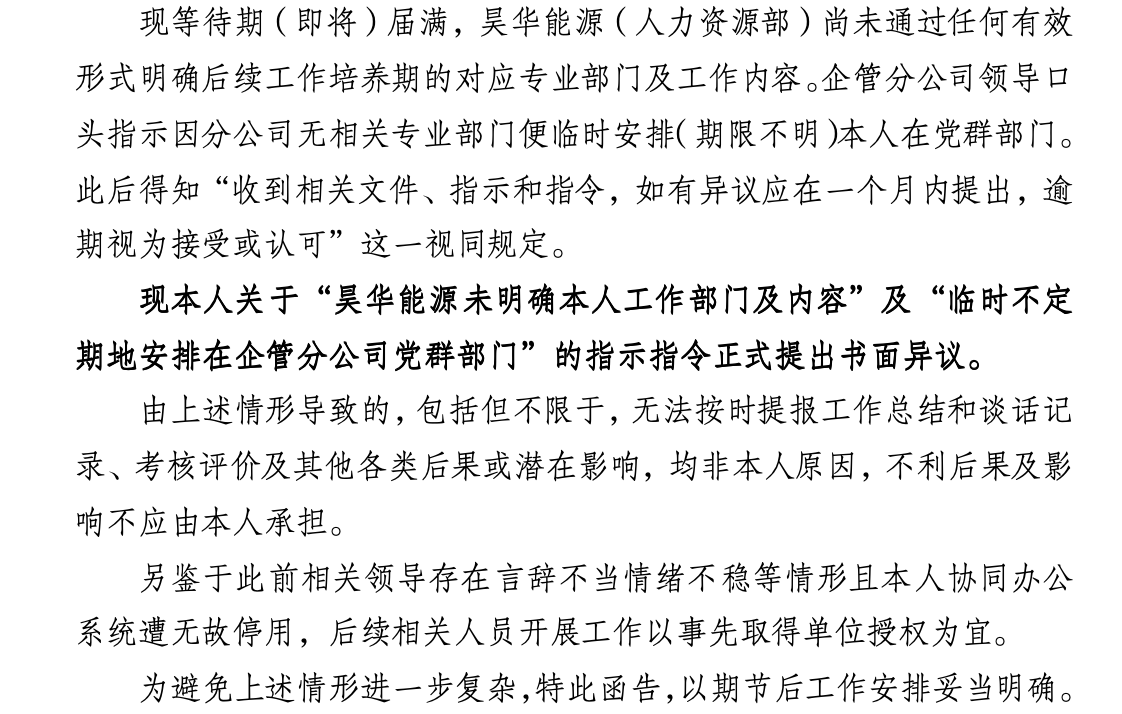 现等待期（即将）届满，昊华能源（人力资源部）尚未通过任何有效
形式明确后续工作培养期的对应专业部门及工作内容。企管分公司领导口
头指示因分公司无相关专业部门便临时安排（期限不明）本人在党群部门。
此后得知“收到相关文件、指示和指令，如有异议应在一个月内提出，逾
期视为接受或认可”这一视同规定。
现本人关于“昊华能源未明确本人工作部门及内容”及“临时不定
期地安排在企管分公司党群部门”的指示指令正式提出书面异议。
由上述情形导致的，包括但不限于，无法按时提报工作总结和谈话记
录、考核评价及其他各类后果或潜在影响，均非本人原因，不利后果及影
响不应由本人承担。
另鉴于此前相关领导存在言辞不当情绪不稳等情形且本人协同办公
系统遭无故停用，后续相关人员开展工作以事先取得单位授权为宜。
为避免上述情形进一步复杂，特此函告，以期节后工作安排妥当明确。